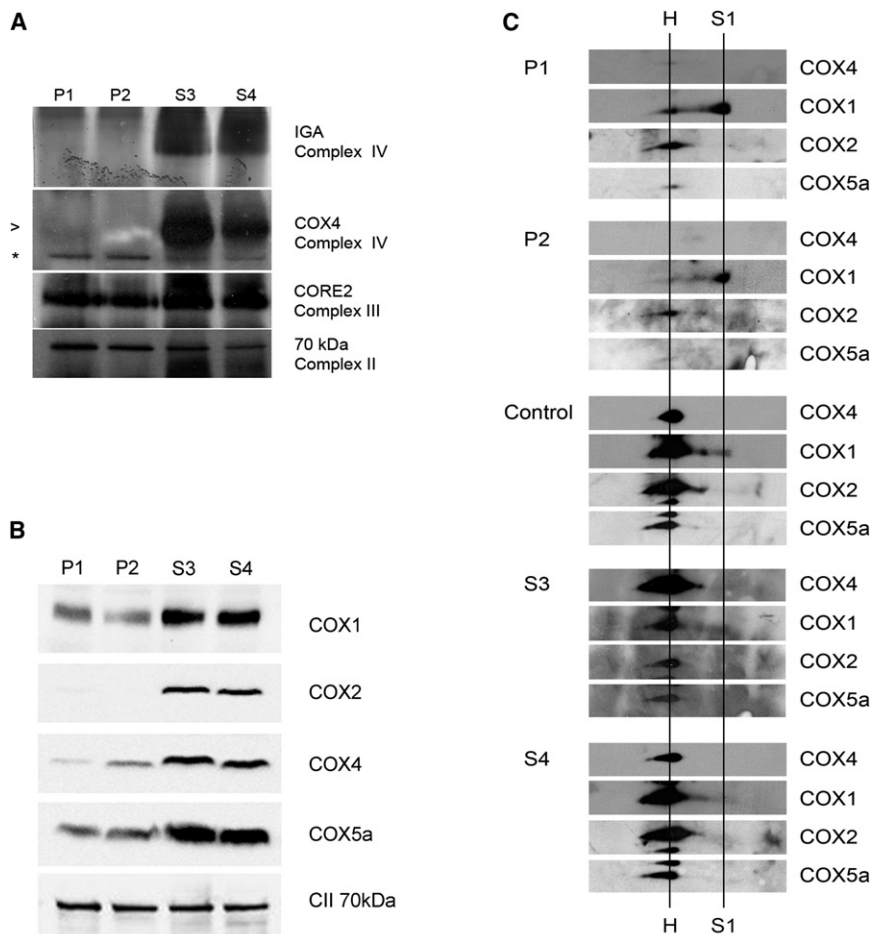 A
P1 P2 S3 S4
IGA
Complex IV
>
COX4
Complex IV
*
CORE2
Complex III
70 kDa
Complex II
B
P1 P2 S3 S4
COX1
COX2
COX4
COX5a
CII 70kDa
C
H S1
P1 COX4
COX1
COX2
COX5a
P2 COX4
COX1
COX2
COX5a
Control COX4
COX1
COX2
COX5a
S3 COX4
COX1
COX2
COX5a
S4 COX4
COX1
COX2
COX5a
H S1